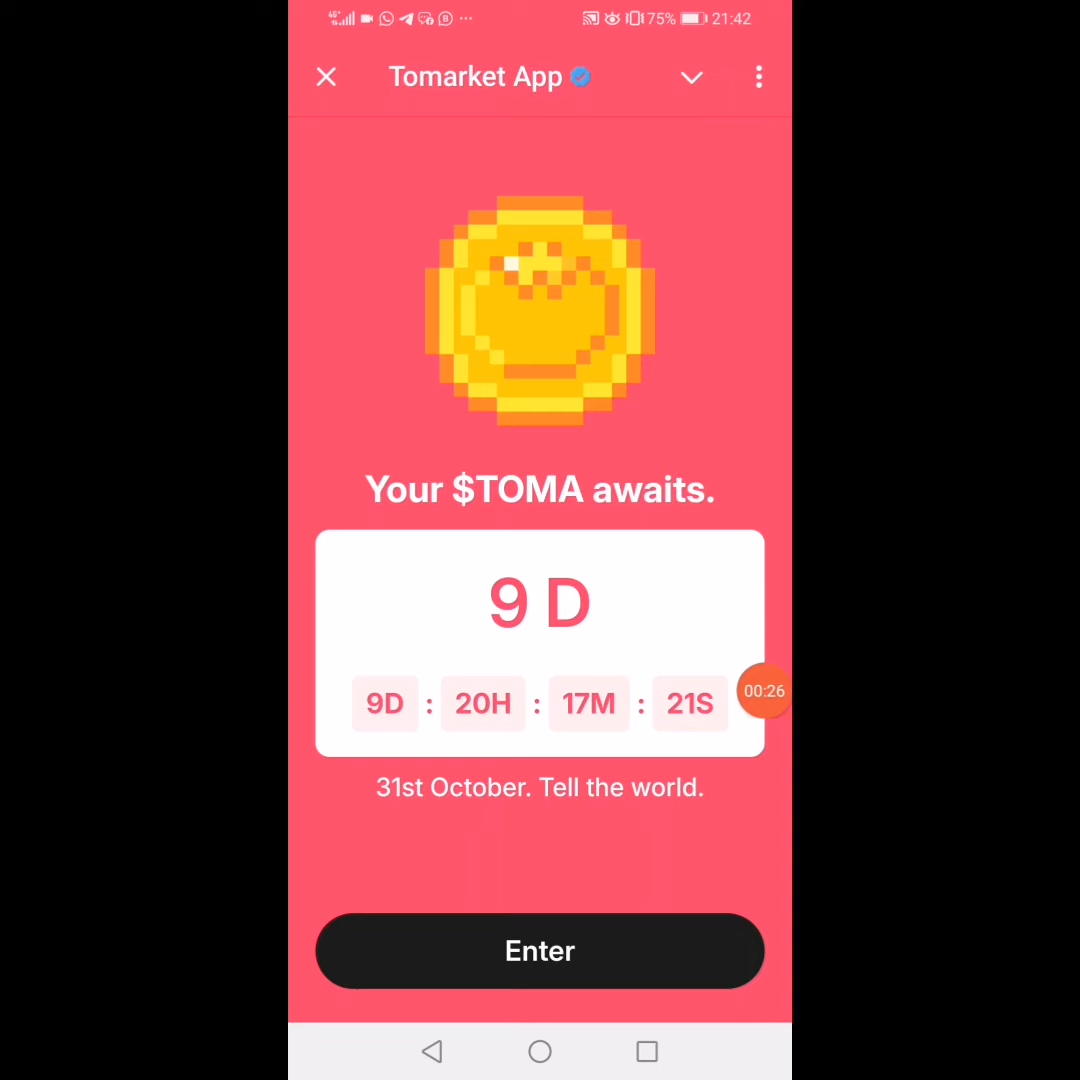 75% 21:42
Tomarket App
Your $TOMA awaits.
9 D
9D : 20H : 17M : 21S
00:26
31st October. Tell the world.
Enter